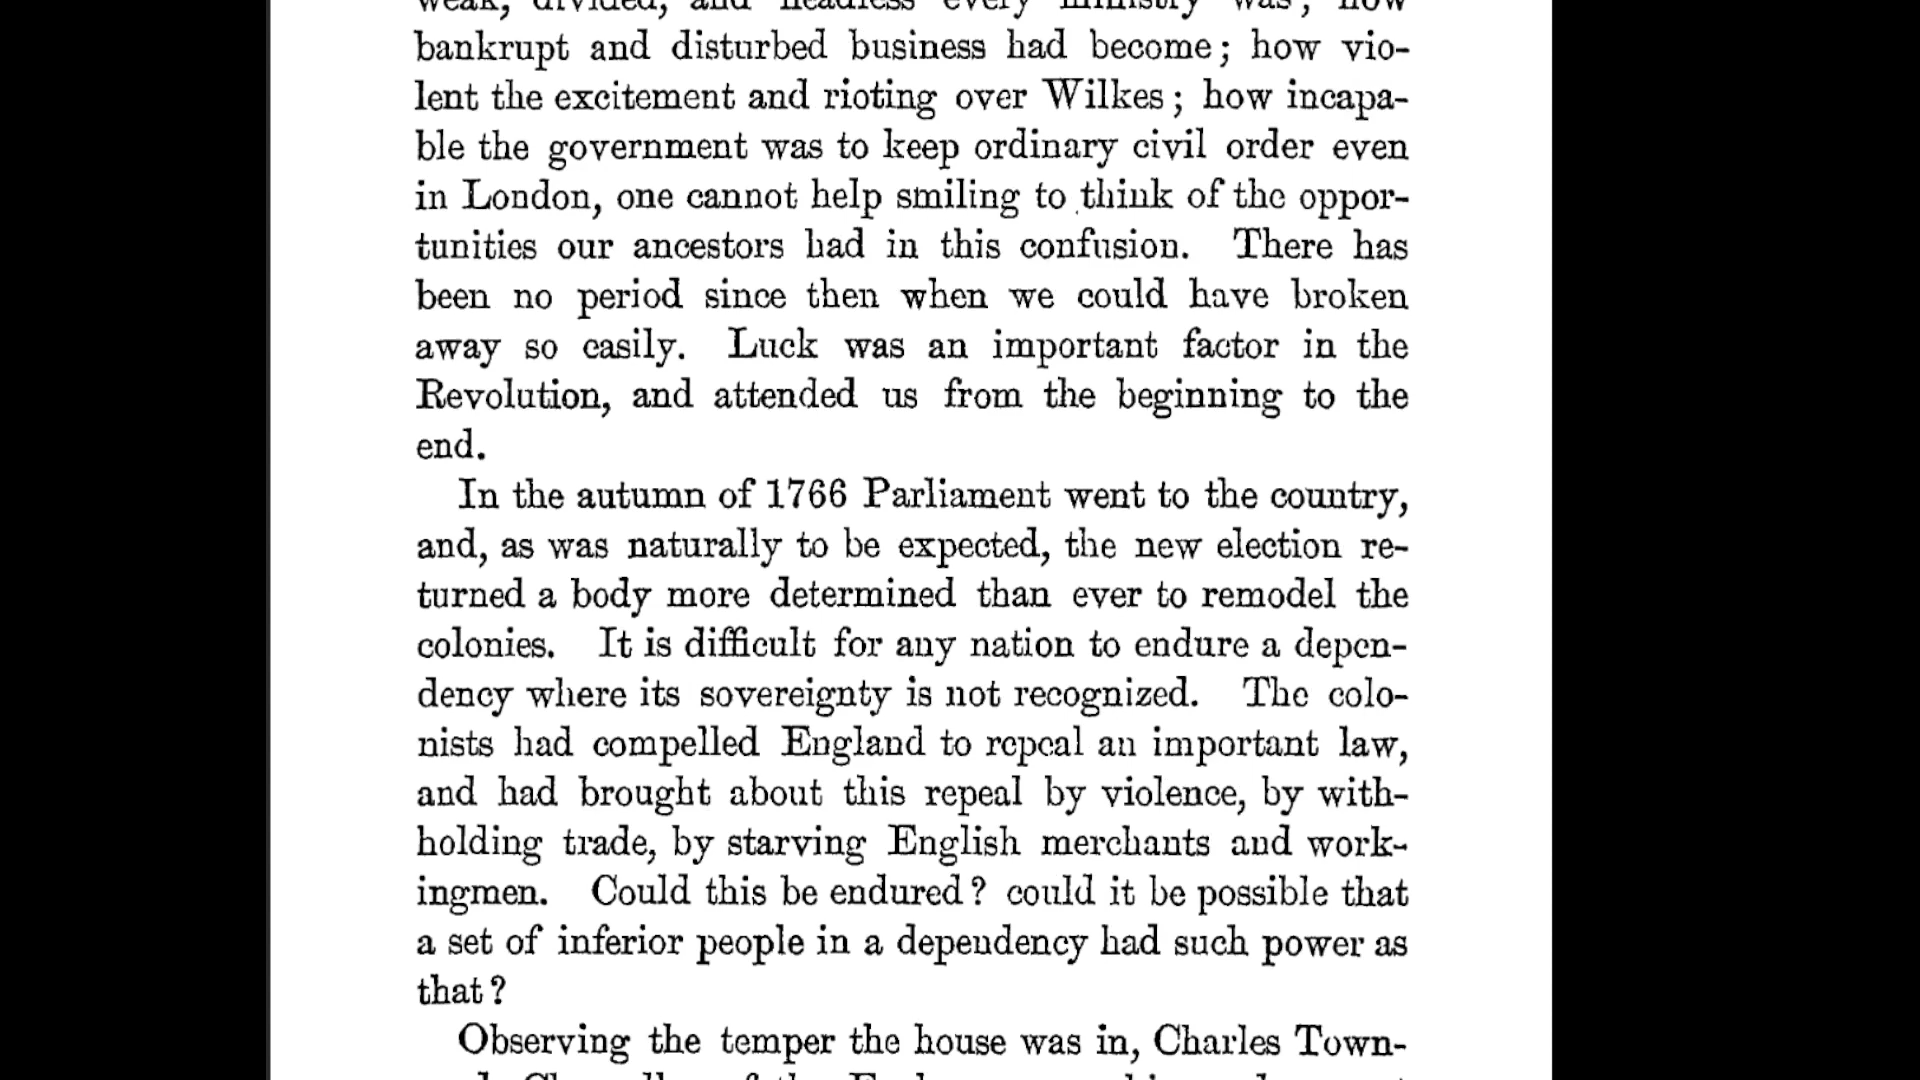 weak, divided, and headless every ministry was; how
bankrupt and disturbed business had become; how vio-
lent the excitement and rioting over Wilkes; how incapa-
ble the government was to keep ordinary civil order even
in London, one cannot help smiling to think of the oppor-
tunities our ancestors had in this confusion. There has
been no period since then when we could have broken
away so easily. Luck was an important factor in the
Revolution, and attended us from the beginning to the
end.
In the autumn of 1766 Parliament went to the country,
and, as was naturally to be expected, the new election re-
turned a body more determined than ever to remodel the
colonies. It is difficult for any nation to endure a depen-
dency where its sovereignty is not recognized. The colo-
nists had compelled England to repeal an important law,
and had brought about this repeal by violence, by with-
holding trade, by starving English merchants and work-
ingmen. Could this be endured? could it be possible that
a set of inferior people in a dependency had such power as
that?
Observing the temper the house was in, Charles Town-